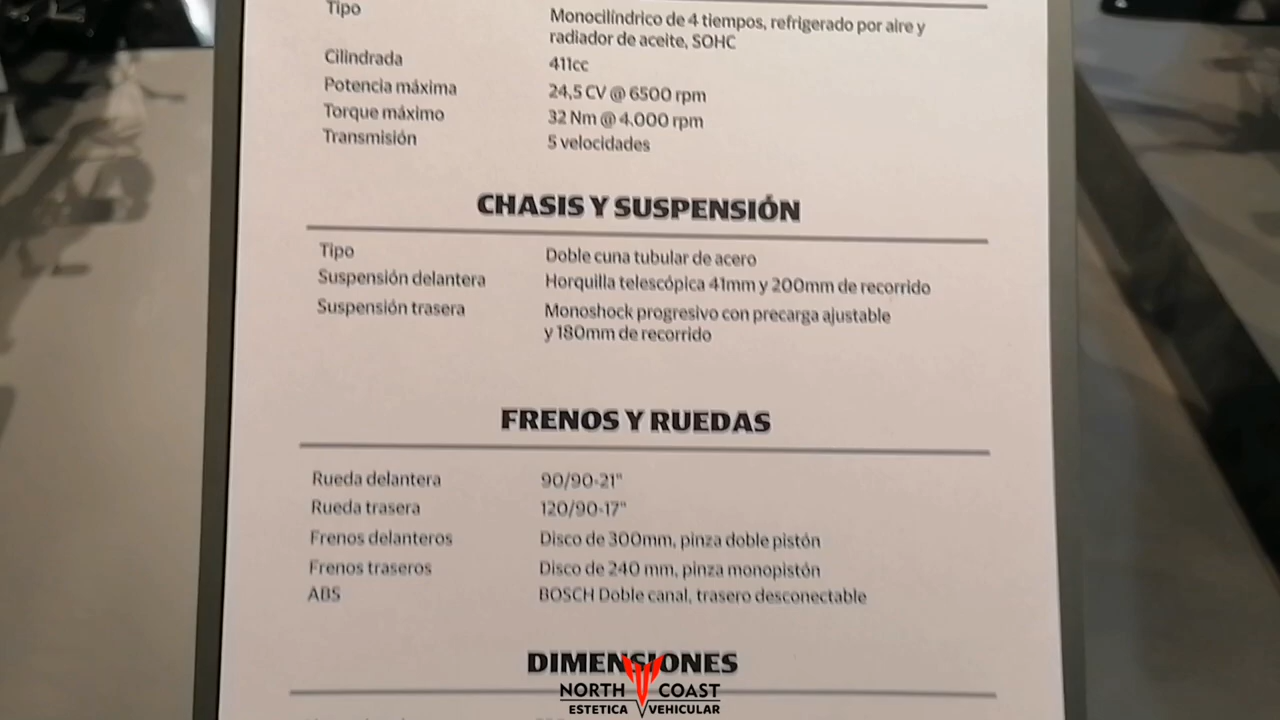 Tipo Monocilíndrico de 4 tiempos, refrigerado por aire y
radiador de aceite, SOHC
Cilindrada 411cc
Potencia máxima 24,5 CV @ 6500 rpm
Torque máximo 32 Nm @ 4.000 rpm
Transmisión 5 velocidades
CHASIS Y SUSPENSIÓN
Tipo Doble cuna tubular de acero
Suspensión delantera Horquilla telescópica 41mm y 200mm de recorrido
Suspensión trasera Monoshock progresivo con precarga ajustable
y 180mm de recorrido
FRENOS Y RUEDAS
Rueda delantera 90/90-21"
Rueda trasera 120/90-17"
Frenos delanteros Disco de 300mm, pinza doble pistón
Frenos traseros Disco de 240 mm, pinza monopistón
ABS BOSCH Doble canal, trasero desconectable
DIMENSIONES
NORTH COAST
ESTETICA VEHICULAR